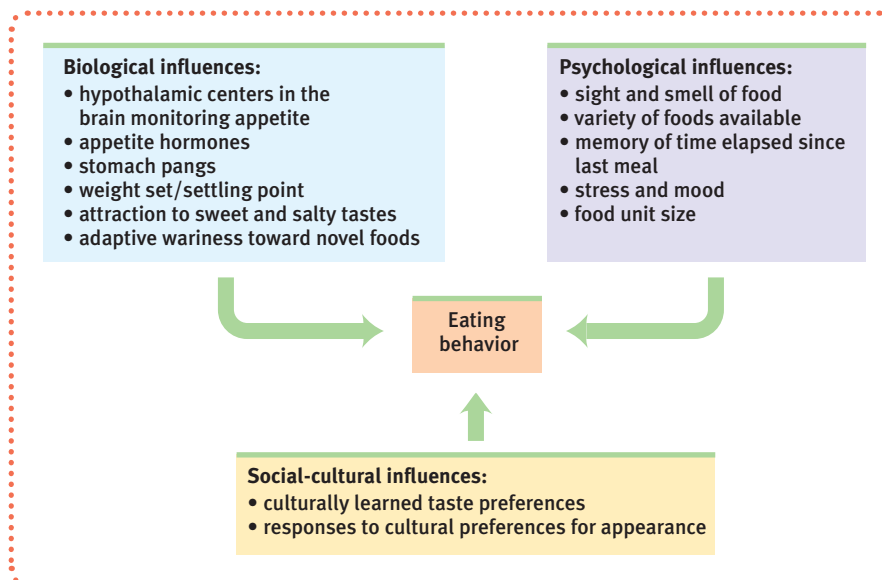 Biological influences:
• hypothalamic centers in the
brain monitoring appetite
• appetite hormones
• stomach pangs
• weight set/settling point
• attraction to sweet and salty tastes
• adaptive wariness toward novel foods
Psychological influences:
• sight and smell of food
• variety of foods available
• memory of time elapsed since
last meal
• stress and mood
• food unit size
Eating
behavior
Social-cultural influences:
• culturally learned taste preferences
• responses to cultural preferences for appearance